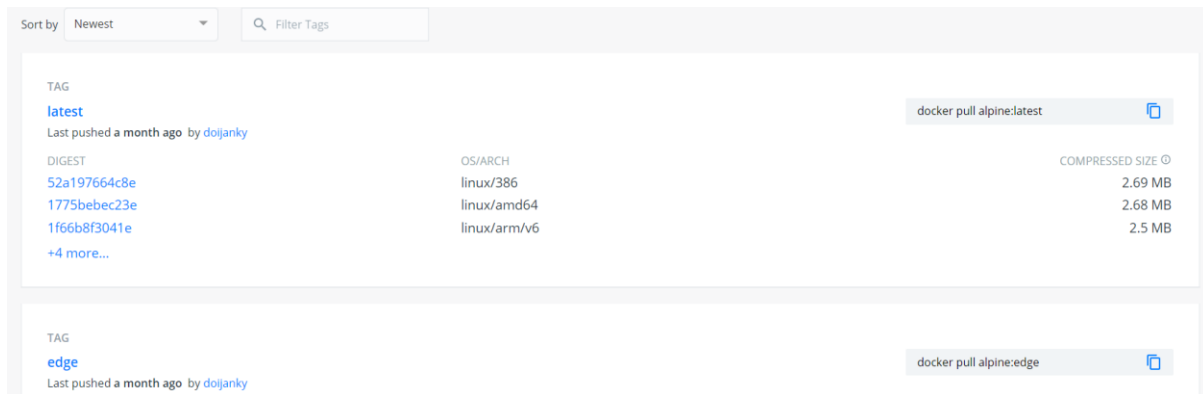 Sort by Newest Filter Tags
TAG
latest docker pull alpine:latest
Last pushed a month ago by doijanky
DIGEST OS/ARCH COMPRESSED SIZE
52a197664c8e linux/386 2.69 MB
1775bebec23e linux/amd64 2.68 MB
1f66b8f3041e linux/arm/v6 2.5 MB
+4 more...
TAG
edge docker pull alpine:edge
Last pushed a month ago by doijanky